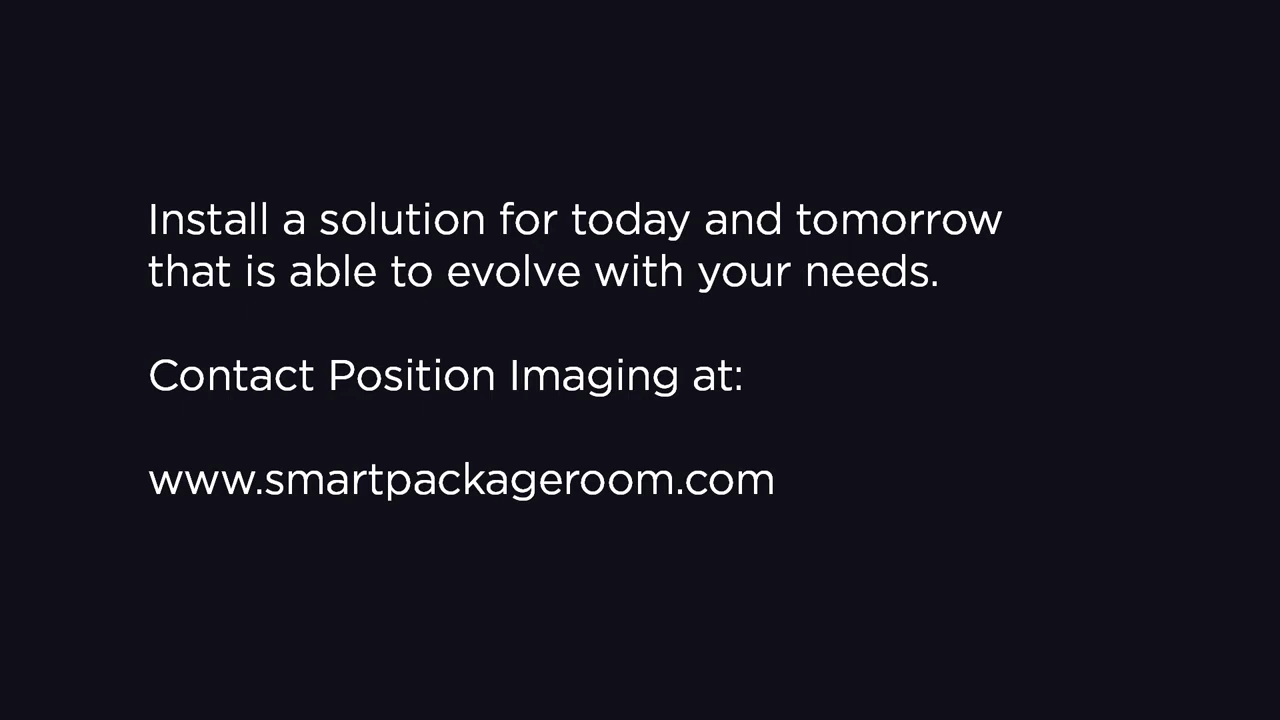 Install a solution for today and tomorrow
that is able to evolve with your needs.
Contact Position Imaging at:
www.smartpackageroom.com